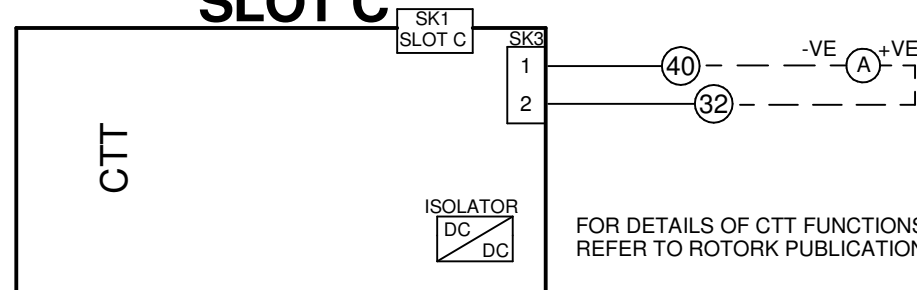 SLOT C
SK1
SLOT C
SK3
1
40
-VE
A
+VE
2
32
CTT
ISOLATOR
DC
DC
FOR DETAILS OF CTT FUNCTIONS
REFER TO ROTORK PUBLICATION